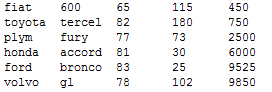 fiat 600 65 115 450
toyota tercel 82 180 750
plym fury 77 73 2500
honda accord 81 30 6000
ford bronco 83 25 9525
volvo gl 78 102 9850